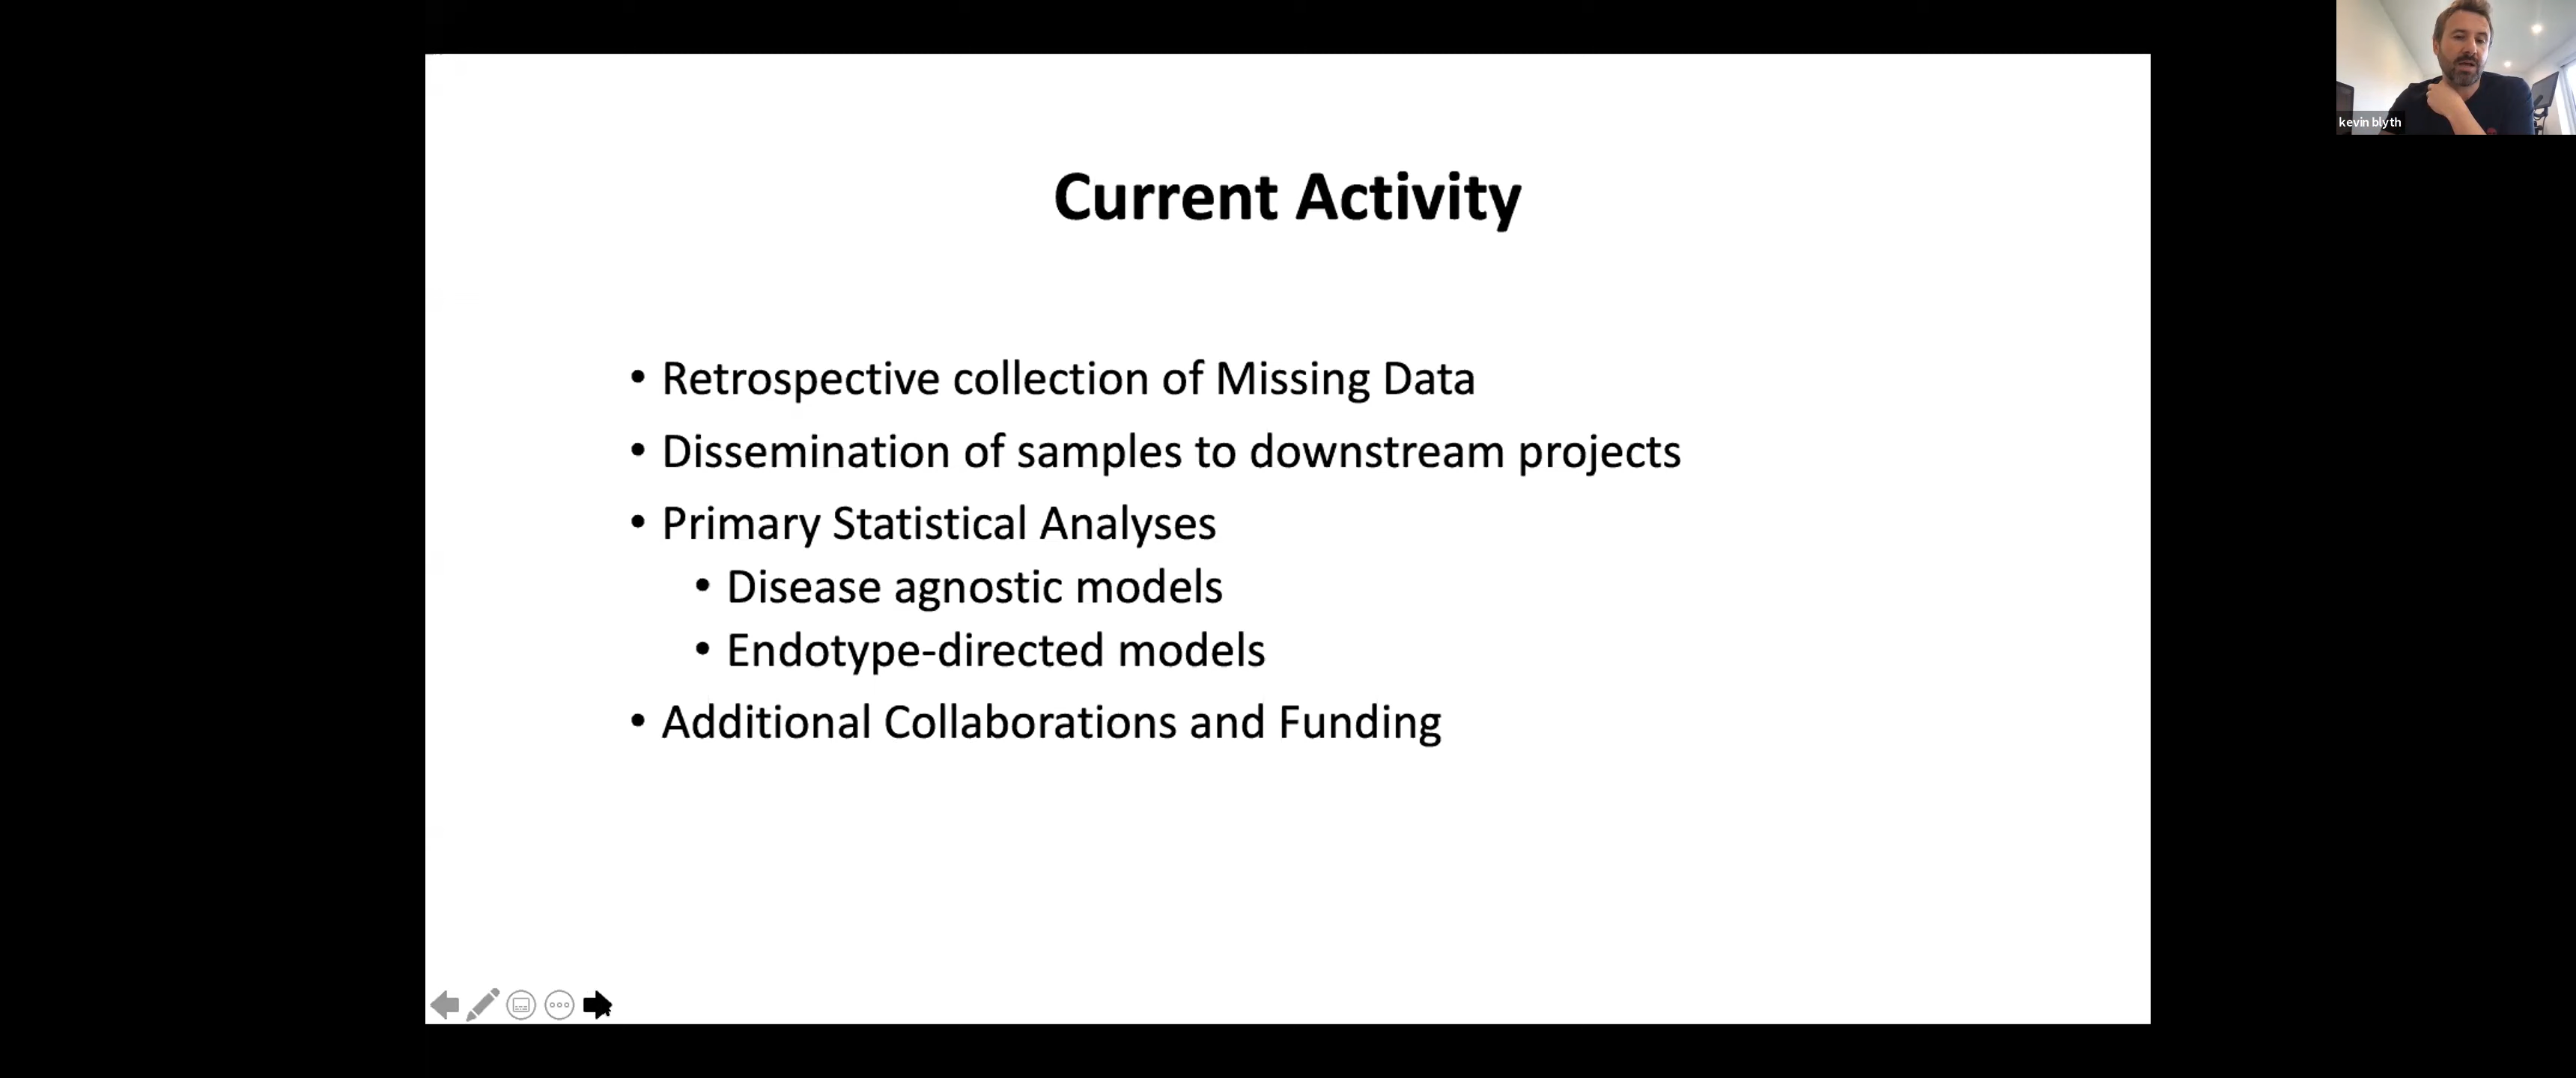 Current Activity
• Retrospective collection of Missing Data
• Dissemination of samples to downstream projects
• Primary Statistical Analyses
• Disease agnostic models
• Endotype-directed models
• Additional Collaborations and Funding
kevin blyth